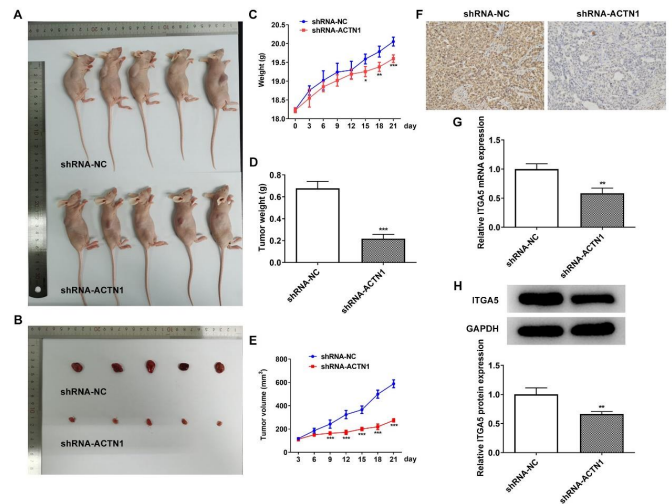 A
shRNA-NC
shRNA-ACTN1
B
shRNA-NC
shRNA-ACTN1
C
shRNA-NC
shRNA-ACTN1
Weight (g)
20.5
20.0
19.5
19.0
18.5
18.0
0 3 6 9 12 15 18 21 day
* ** ***
D
Tumor weight (g)
0.8
0.6
0.4
0.2
0.0
***
shRNA-NC
shRNA-ACTN1
E
shRNA-NC
shRNA-ACTN1
Tumor volume (mm3)
800
600
400
200
0
*** *** *** *** ***
3 6 9 12 15 18 21 day
F
shRNA-NC
shRNA-ACTN1
G
Relative ITGA5 mRNA expression
1.5
1.0
0.5
0.0
**
shRNA-NC
shRNA-ACTN1
H
ITGA5
GAPDH
Relative ITGA5 protein expression
1.5
1.0
0.5
0.0
**
shRNA-NC
shRNA-ACTN1